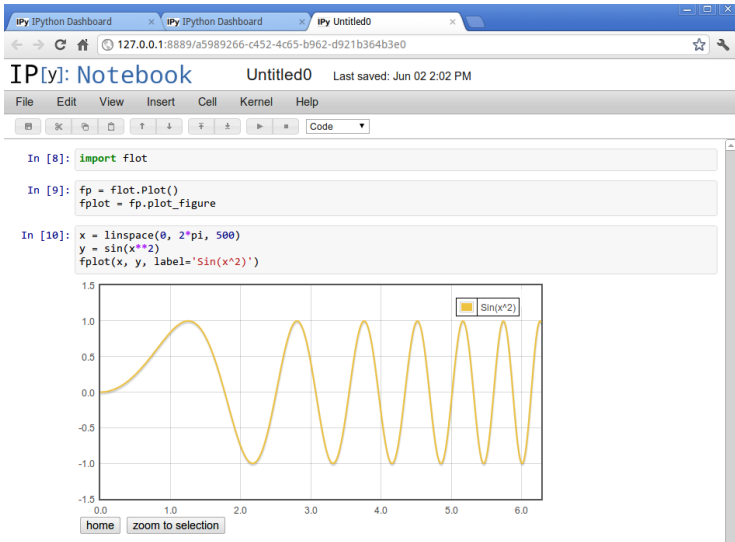 IP[y] IPython Dashboard × IP[y] IPython Dashboard × IP[y] Untitled0 ×
127.0.0.1:8889/a5989266-c452-4c65-b962-d921b364b3e0
IP[y]: Notebook Untitled0 Last saved: Jun 02 2:02 PM
File Edit View Insert Cell Kernel Help
Code
In [8]: import flot
In [9]: fp = flot.Plot()
fplot = fp.plot_figure
In [10]: x = linspace(0, 2*pi, 500)
y = sin(x**2)
fplot(x, y, label='Sin(x^2)')
1.5
Sin(x^2)
1.0
0.5
0.0
-0.5
-1.0
-1.5
0.0 1.0 2.0 3.0 4.0 5.0 6.0
home zoom to selection